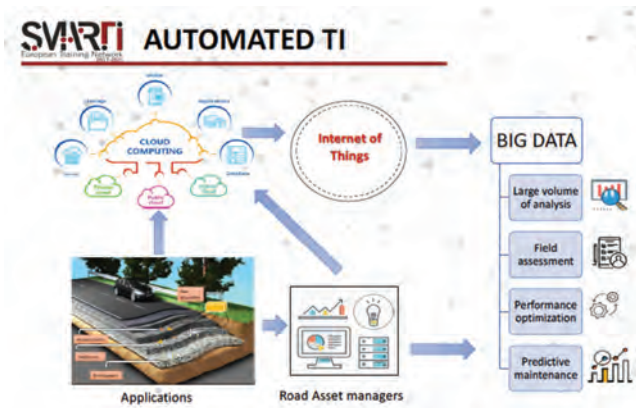 SMARTI
European Training Network
AUTOMATED TI
CLOUD
COMPUTING
Internet of
Things
BIG DATA
Large volume
of analysis
Field
assessment
Performance
optimization
Predictive
maintenance
Applications
Road Asset managers